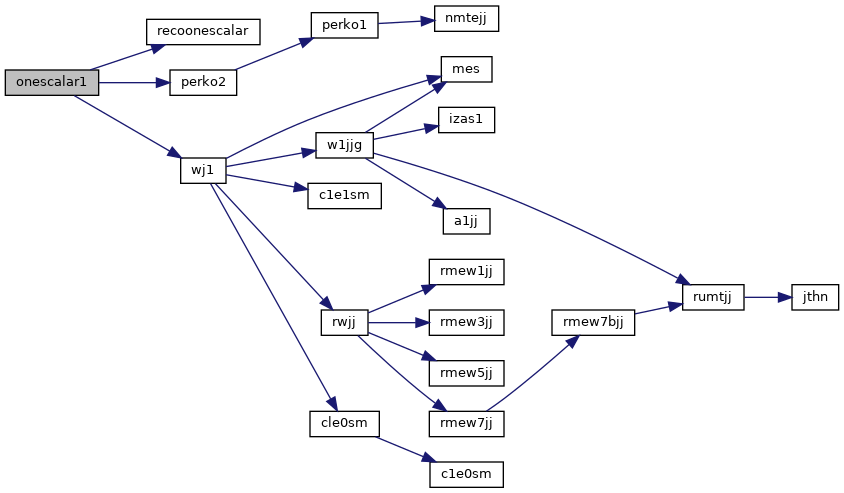 onescalar1
recoonescalar
perko2
perko1
nmtejj
wj1
mes
w1jjg
izas1
c1e1sm
a1jj
rwjj
rmew1jj
rmew3jj
rmew5jj
rmew7jj
rmew7bjj
rumtjj
jthn
cle0sm
c1e0sm